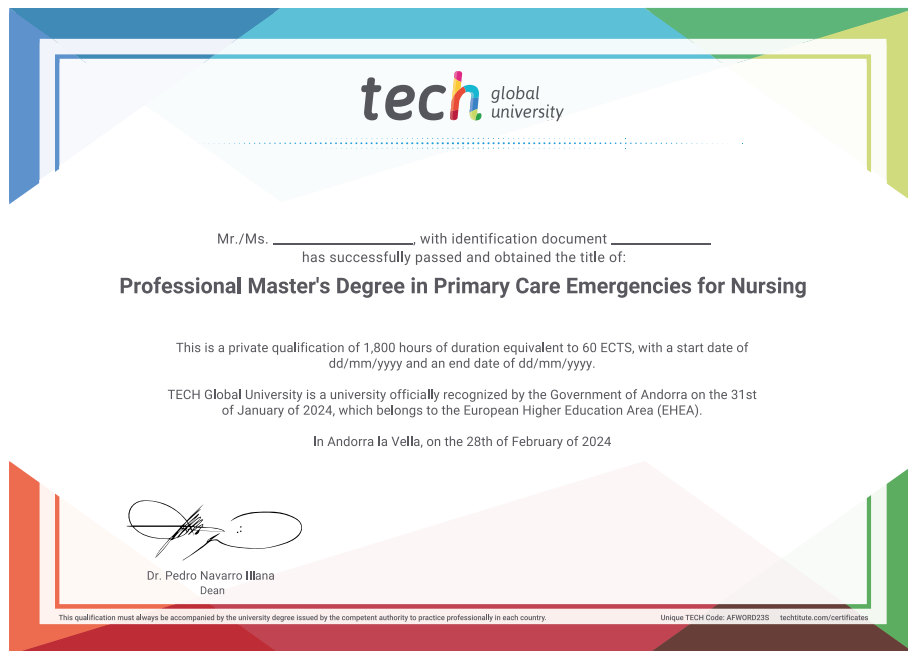 tech global university
Mr./Ms. ____________, with identification document ____________
has successfully passed and obtained the title of:
Professional Master's Degree in Primary Care Emergencies for Nursing
This is a private qualification of 1,800 hours of duration equivalent to 60 ECTS, with a start date of
dd/mm/yyyy and an end date of dd/mm/yyyy.
TECH Global University is a university officially recognized by the Government of Andorra on the 31st
of January of 2024, which belongs to the European Higher Education Area (EHEA).
In Andorra la Vella, on the 28th of February of 2024
Dr. Pedro Navarro Illana
Dean
This qualification must always be accompanied by the university degree issued by the competent authority to practice professionally in each country.
Unique TECH Code: AFWORD23S techtitute.com/certificates